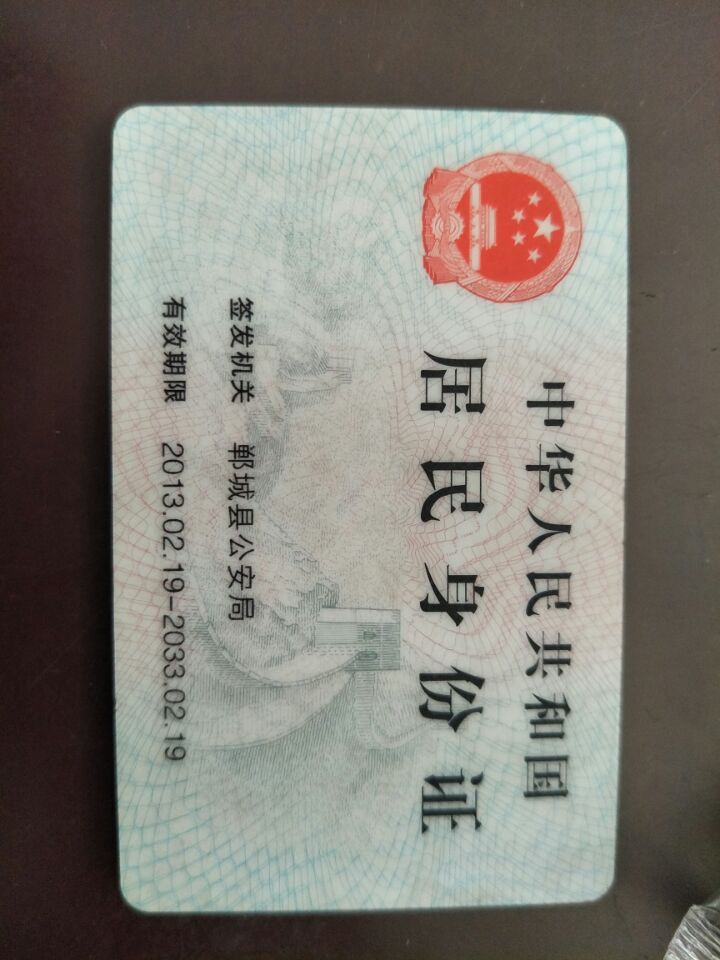 中华人民共和国
居民身份证
签发机关 郸城县公安局
有效期限 2013.02.19-2033.02.19